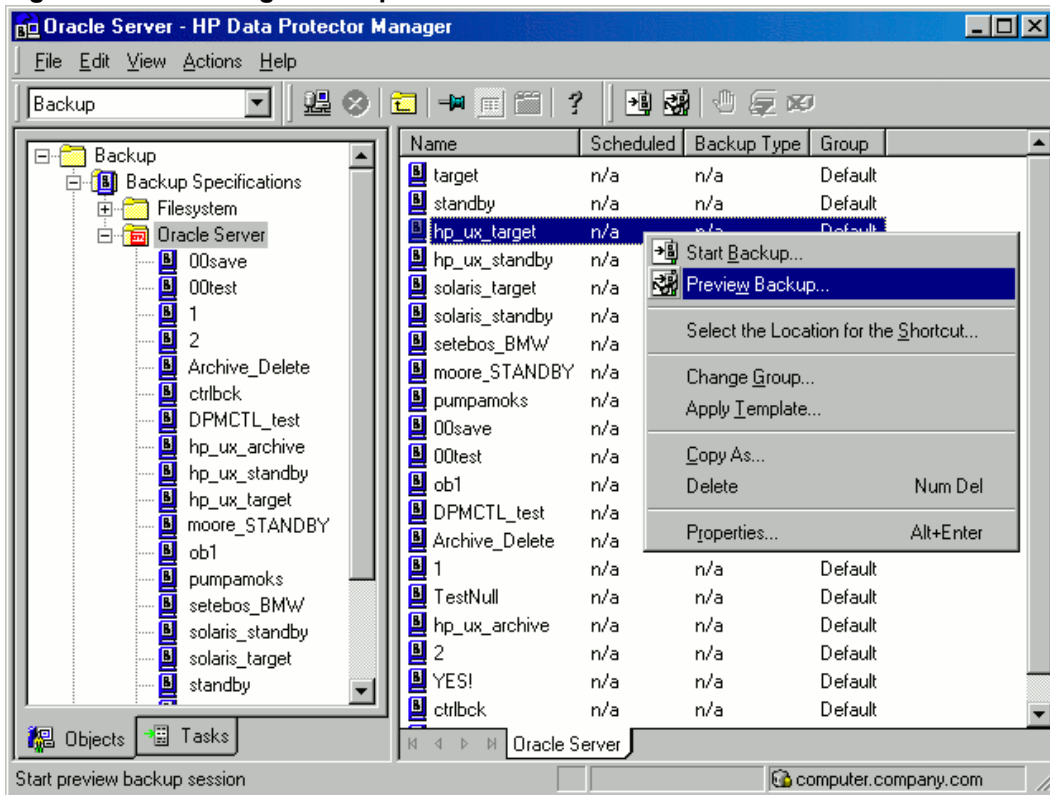 Oracle Server - HP Data Protector Manager
File Edit View Actions Help
Backup
Backup
Backup Specifications
Filesystem
Oracle Server
00save
00test
1
2
Archive_Delete
ctrlbck
DPMCTL_test
hp_ux_archive
hp_ux_standby
hp_ux_target
moore_STANDBY
ob1
pumpamoks
setebos_BMW
solaris_standby
solaris_target
standby
Objects Tasks
Name Scheduled Backup Type Group
target n/a n/a Default
standby n/a n/a Default
hp_ux_target n/a n/a Default
hp_ux_standby n/a
solaris_target n/a
solaris_standby n/a
setebos_BMW n/a
moore_STANDBY n/a
pumpamoks n/a
00save n/a
00test n/a
ob1 n/a
DPMCTL_test n/a
Archive_Delete n/a
1 n/a n/a Default
TestNull n/a n/a Default
hp_ux_archive n/a n/a Default
2 n/a n/a Default
YES! n/a n/a Default
ctrlbck n/a n/a Default
Start Backup...
Preview Backup...
Select the Location for the Shortcut...
Change Group...
Apply Template...
Copy As...
Delete Num Del
Properties... Alt+Enter
Oracle Server
Start preview backup session
computer.company.com